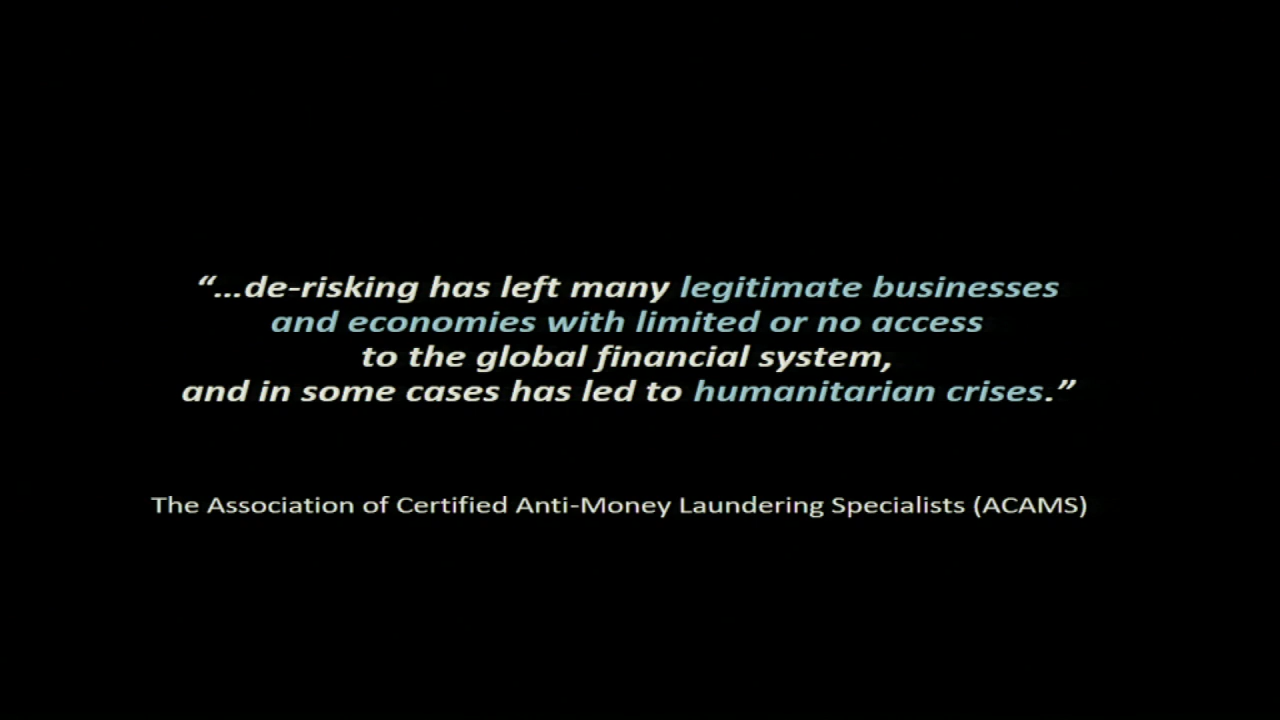 “...de-risking has left many legitimate businesses
and economies with limited or no access
to the global financial system,
and in some cases has led to humanitarian crises.”
The Association of Certified Anti-Money Laundering Specialists (ACAMS)